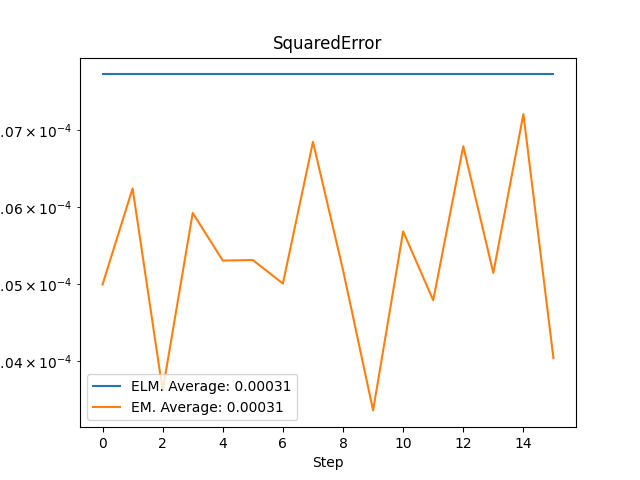 SquaredError
.07 × 10⁻⁴
.06 × 10⁻⁴
.05 × 10⁻⁴
.04 × 10⁻⁴
ELM. Average: 0.00031
EM. Average: 0.00031
0 2 4 6 8 10 12 14
Step